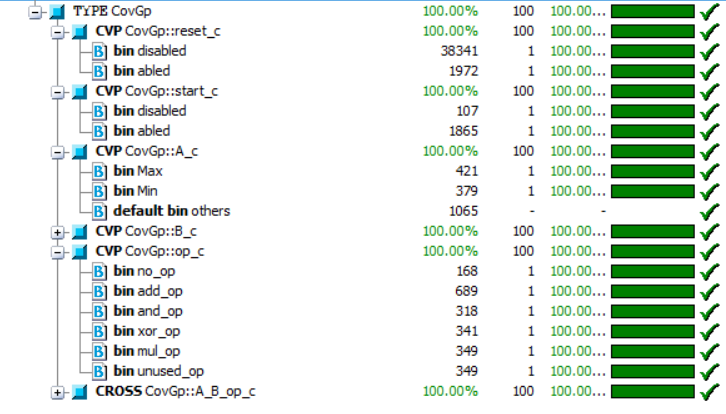 TYPE CovGp 100.00% 100 100.00...
CVP CovGp::reset_c 100.00% 100 100.00...
B] bin disabled 38341 1 100.00...
B] bin abled 1972 1 100.00...
CVP CovGp::start_c 100.00% 100 100.00...
B] bin disabled 107 1 100.00...
B] bin abled 1865 1 100.00...
CVP CovGp::A_c 100.00% 100 100.00...
B] bin Max 421 1 100.00...
B] bin Min 379 1 100.00...
B] default bin others 1065 - -
CVP CovGp::B_c 100.00% 100 100.00...
CVP CovGp::op_c 100.00% 100 100.00...
B] bin no_op 168 1 100.00...
B] bin add_op 689 1 100.00...
B] bin and_op 318 1 100.00...
B] bin xor_op 341 1 100.00...
B] bin mul_op 349 1 100.00...
B] bin unused_op 349 1 100.00...
CROSS CovGp::A_B_op_c 100.00% 100 100.00...